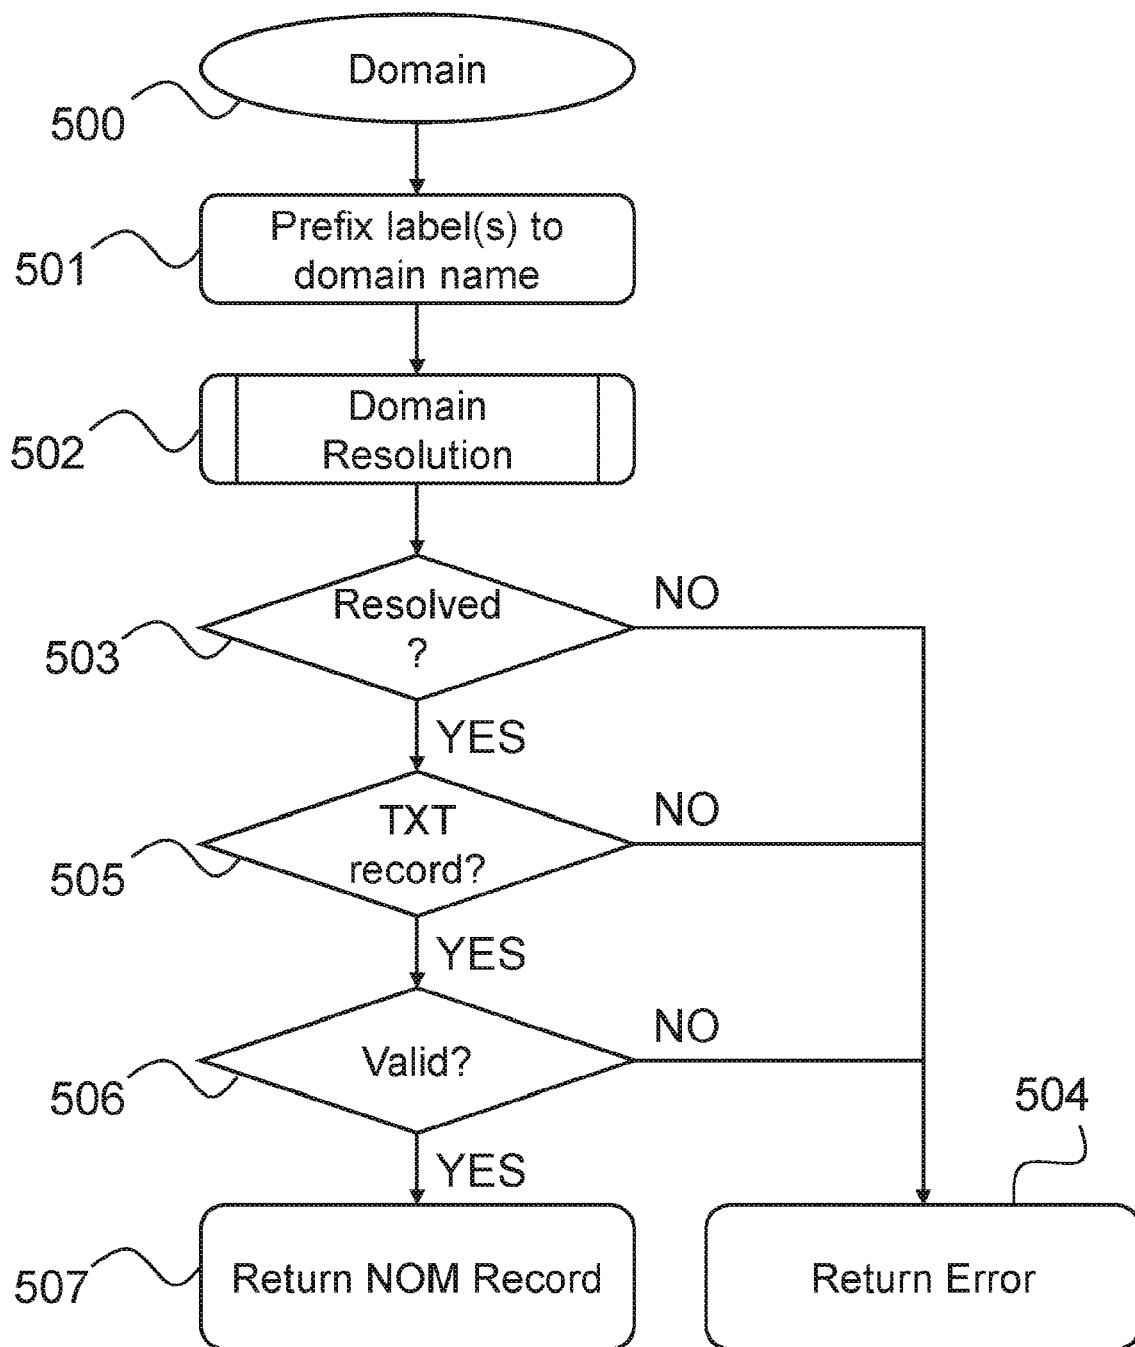 Domain
500
Prefix label(s) to
domain name
501
Domain
Resolution
502
Resolved
?
NO
503
YES
TXT
record?
NO
505
YES
Valid?
NO
506
504
YES
Return NOM Record
507
Return Error